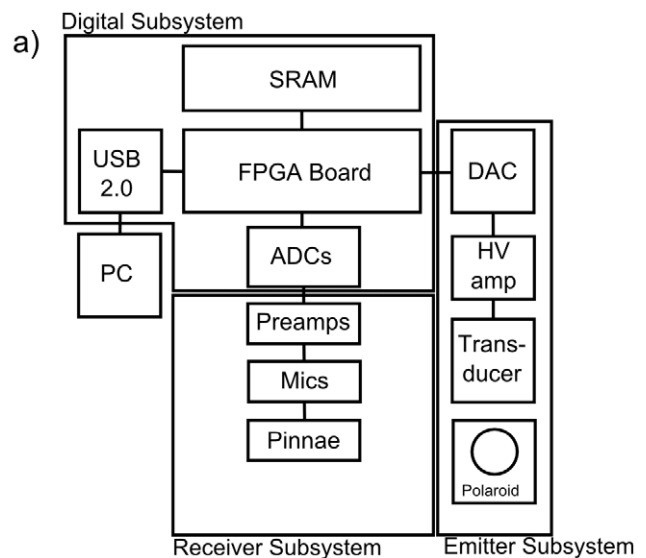 Digital Subsystem
a)
SRAM
USB
2.0
FPGA Board
DAC
PC
ADCs
HV
amp
Preamps
Trans-
ducer
Mics
Pinnae
Polaroid
Receiver Subsystem
Emitter Subsystem